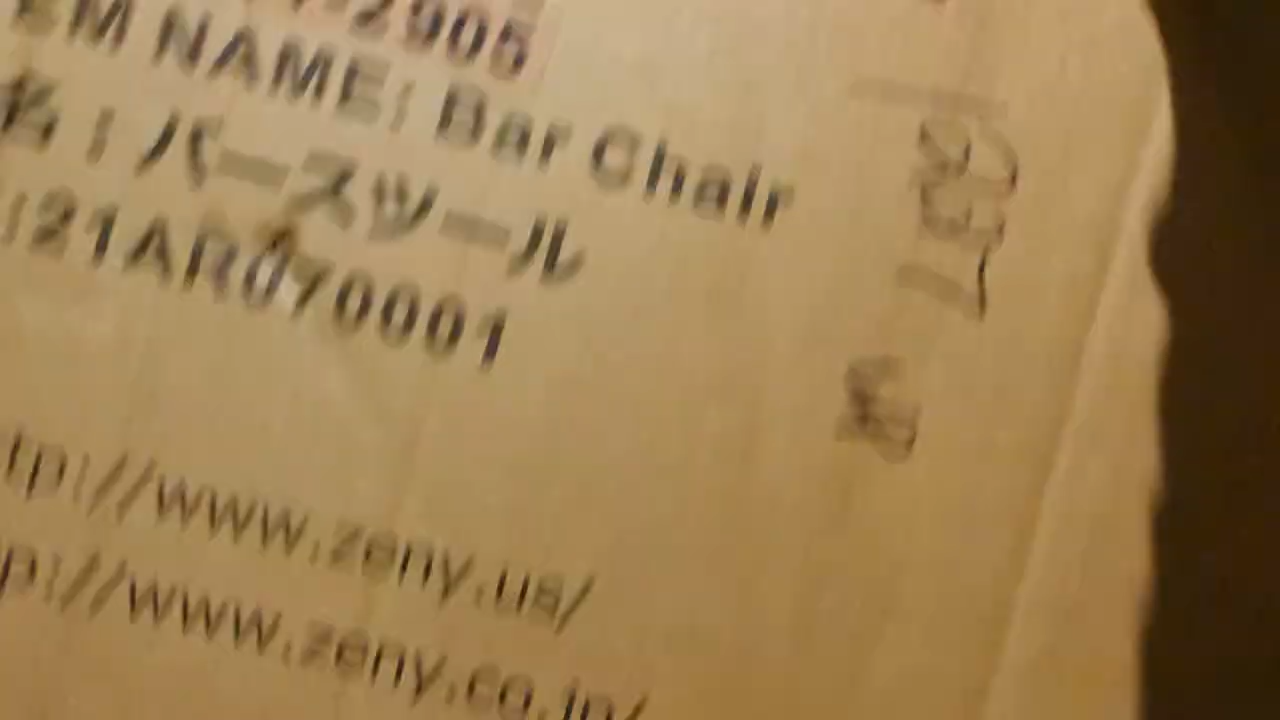 2905
NAME: Bar Chair
名：バースツール
21AR070001
tp://www.zeny.us/
p://www.zeny.co.jp/